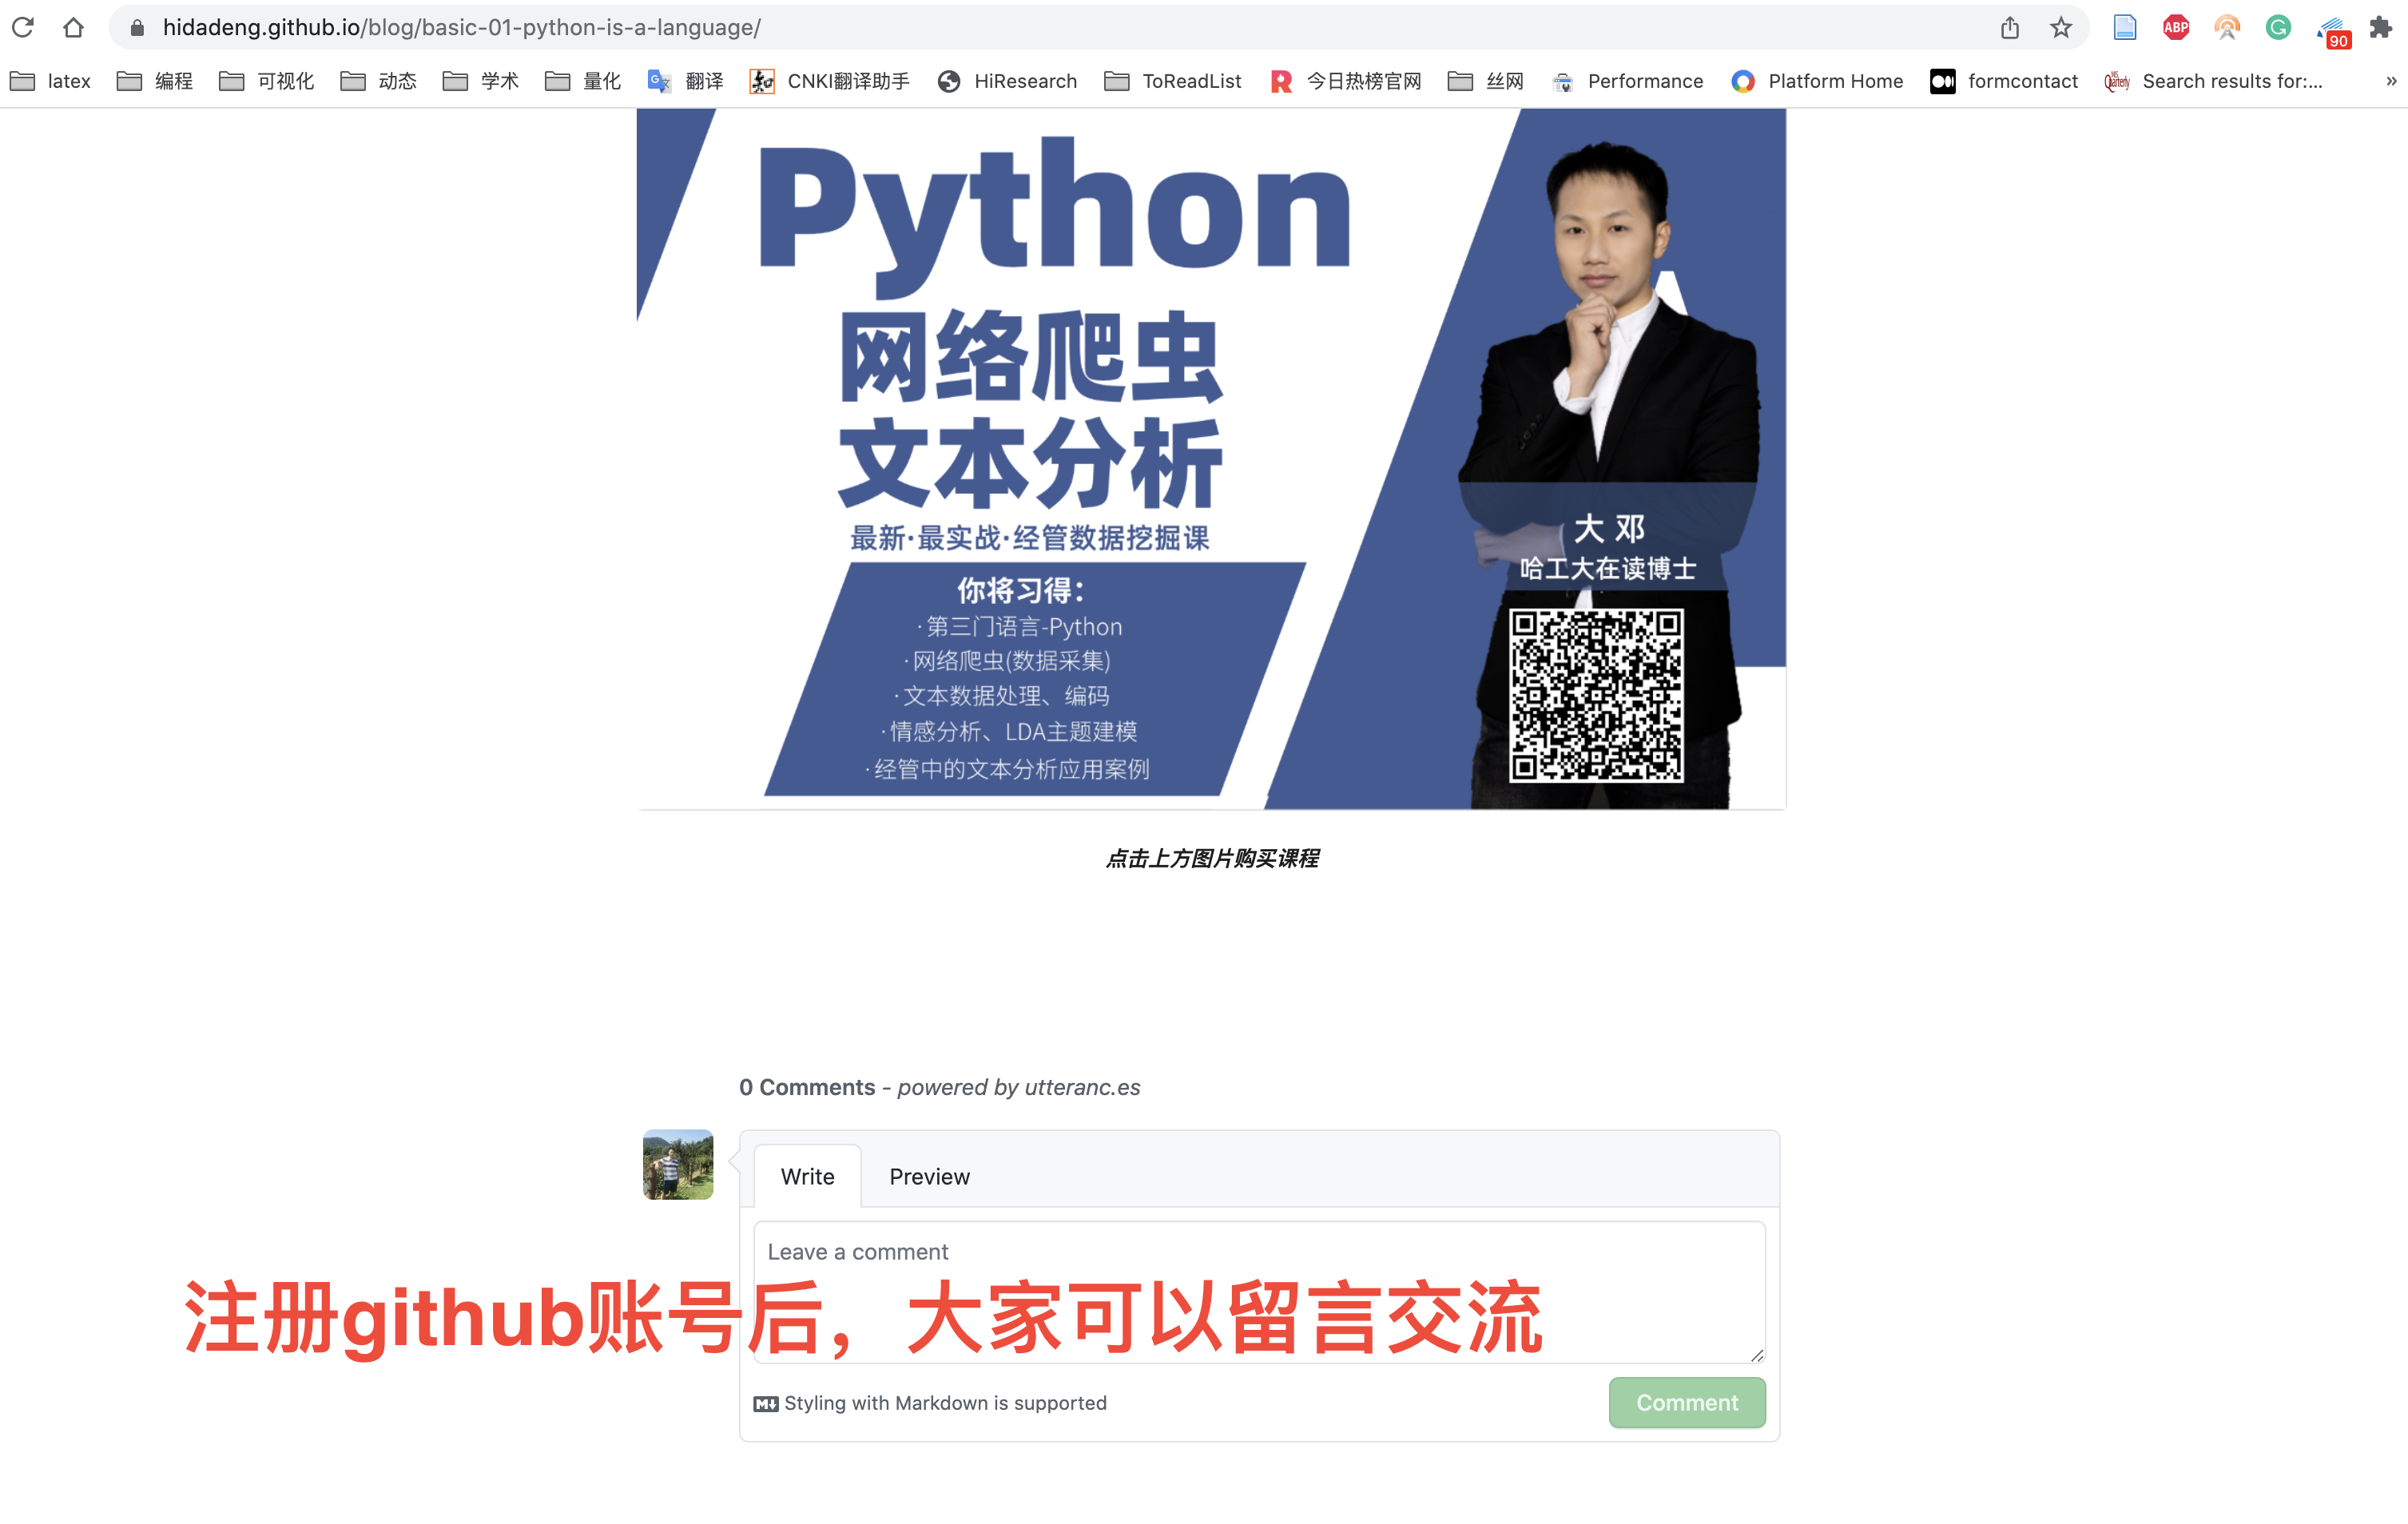 hidadeng.github.io/blog/basic-01-python-is-a-language/
ABP
90
latex 编程 可视化 动态 学术 量化 翻译 CNKI翻译助手 HiResearch ToReadList 今日热榜官网 丝网 Performance Platform Home formcontact Search results for:... »
Python
网络爬虫
文本分析
最新·最实战·经管数据挖掘课
你将习得：
·第三门语言-Python
·网络爬虫(数据采集)
·文本数据处理、编码
·情感分析、LDA主题建模
·经管中的文本分析应用案例
大 邓
哈工大在读博士
点击上方图片购买课程
0 Comments - powered by utteranc.es
Write Preview
Leave a comment
注册github账号后，大家可以留言交流
Styling with Markdown is supported
Comment